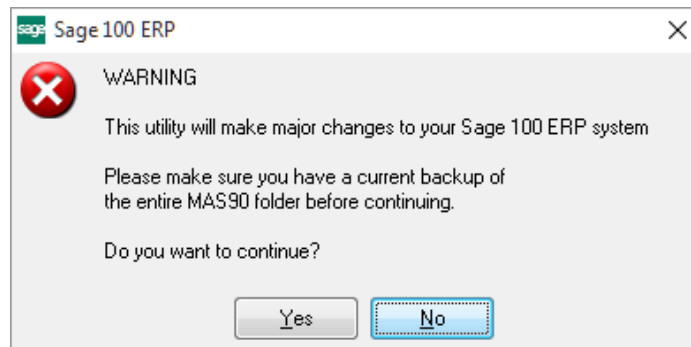 sage Sage 100 ERP
WARNING
This utility will make major changes to your Sage 100 ERP system
Please make sure you have a current backup of
the entire MAS90 folder before continuing.
Do you want to continue?
Yes No